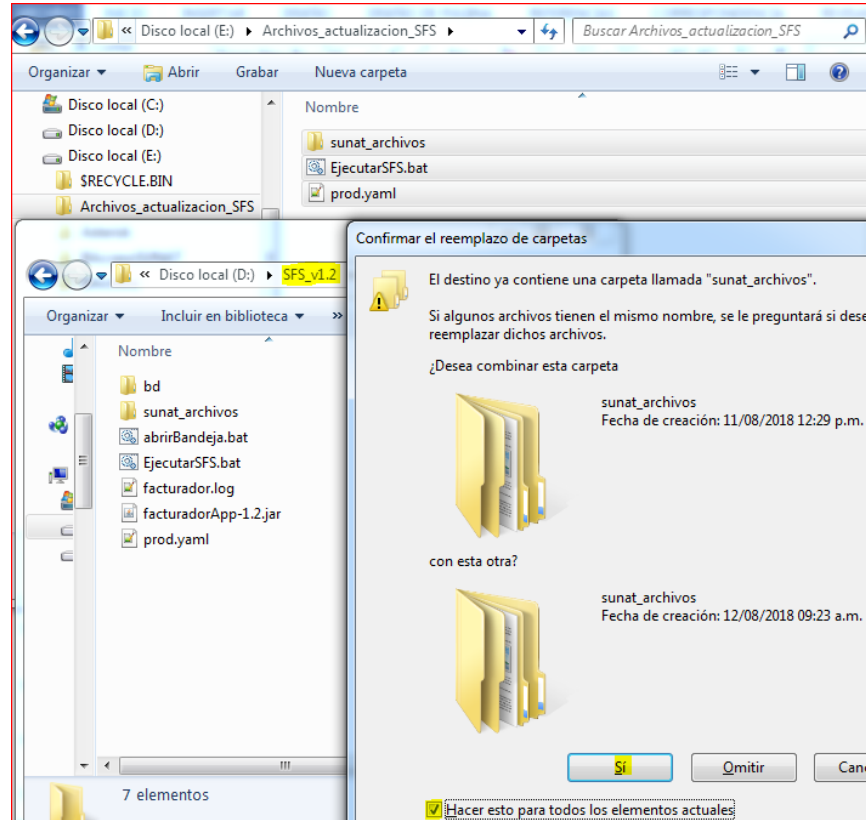 « Disco local (E:) ▸ Archivos_actualizacion_SFS ▸
Buscar Archivos_actualizacion_SFS
Organizar
Abrir
Grabar
Nueva carpeta
Disco local (C:)
Disco local (D:)
Disco local (E:)
$RECYCLE.BIN
Archivos_actualizacion_SFS
Nombre
sunat_archivos
EjecutarSFS.bat
prod.yaml
« Disco local (D:) ▸ SFS_v1.2
Organizar
Incluir en biblioteca
»
Nombre
bd
sunat_archivos
abrirBandeja.bat
EjecutarSFS.bat
facturador.log
facturadorApp-1.2.jar
prod.yaml
7 elementos
Confirmar el reemplazo de carpetas
El destino ya contiene una carpeta llamada "sunat_archivos".
Si algunos archivos tienen el mismo nombre, se le preguntará si dese
reemplazar dichos archivos.
¿Desea combinar esta carpeta
sunat_archivos
Fecha de creación: 11/08/2018 12:29 p.m.
con esta otra?
sunat_archivos
Fecha de creación: 12/08/2018 09:23 a.m.
Sí
Omitir
Can
Hacer esto para todos los elementos actuales